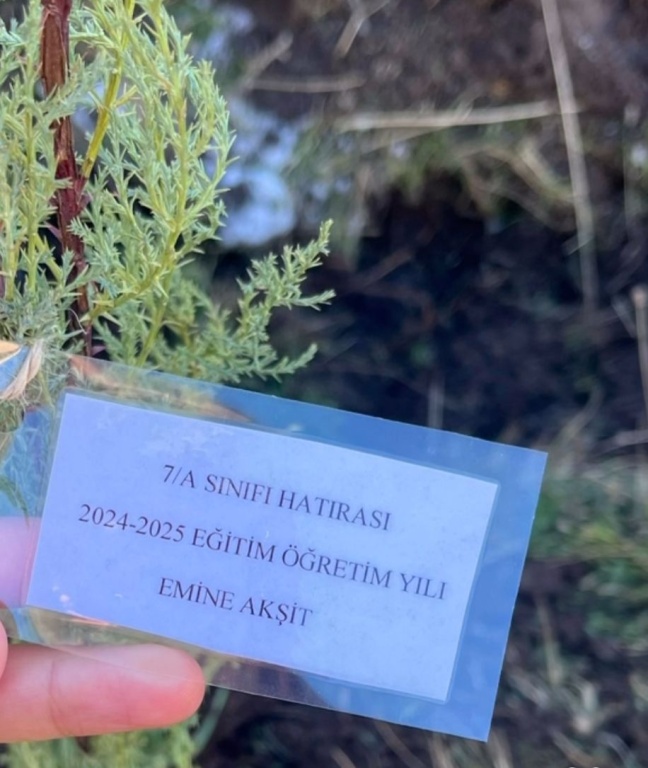 7/A SINIFI HATIRASI
2024-2025 EĞİTİM ÖĞRETİM YILI
EMİNE AKŞİT